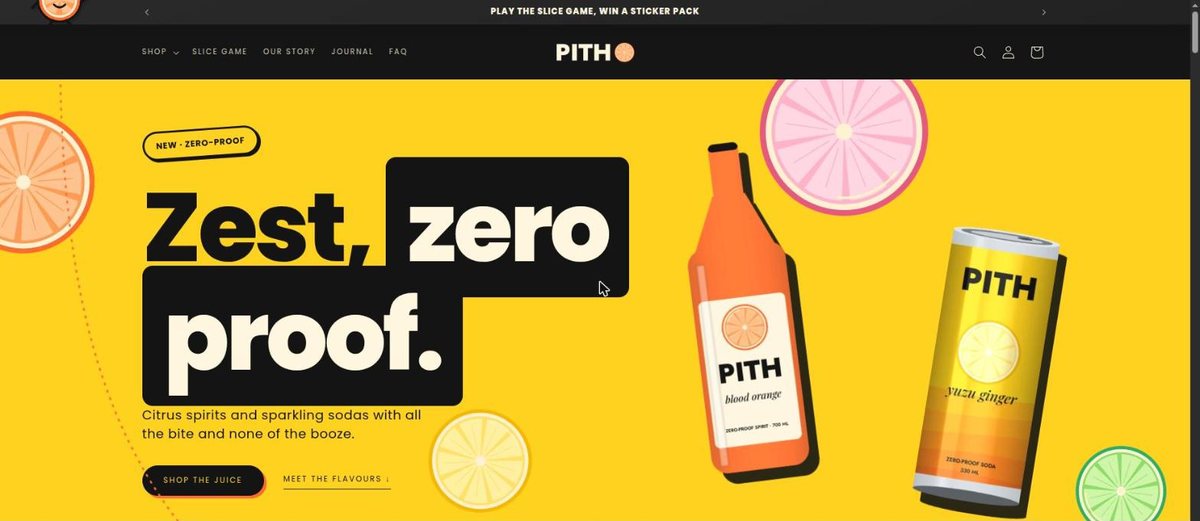 PLAY THE SLICE GAME, WIN A STICKER PACK
SHOP
SLICE GAME
OUR STORY
JOURNAL
FAQ
PITH
NEW · ZERO-PROOF
Zest, zero
proof.
Citrus spirits and sparkling sodas with all
the bite and none of the booze.
SHOP THE JUICE
MEET THE FLAVOURS ↓
PITH
blood orange
ZERO-PROOF SPIRIT · 700 ML
PITH
yuzu ginger
ZERO-PROOF SODA
330 ML